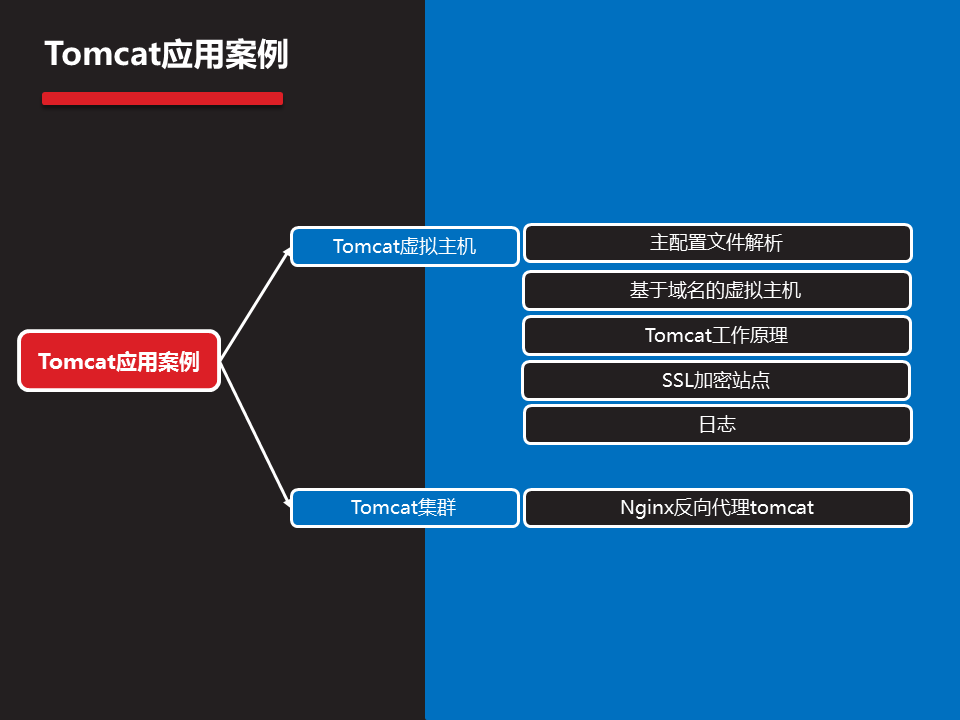 Tomcat应用案例
Tomcat虚拟主机
主配置文件解析
基于域名的虚拟主机
Tomcat工作原理
SSL加密站点
日志
Tomcat应用案例
Tomcat集群
Nginx反向代理tomcat